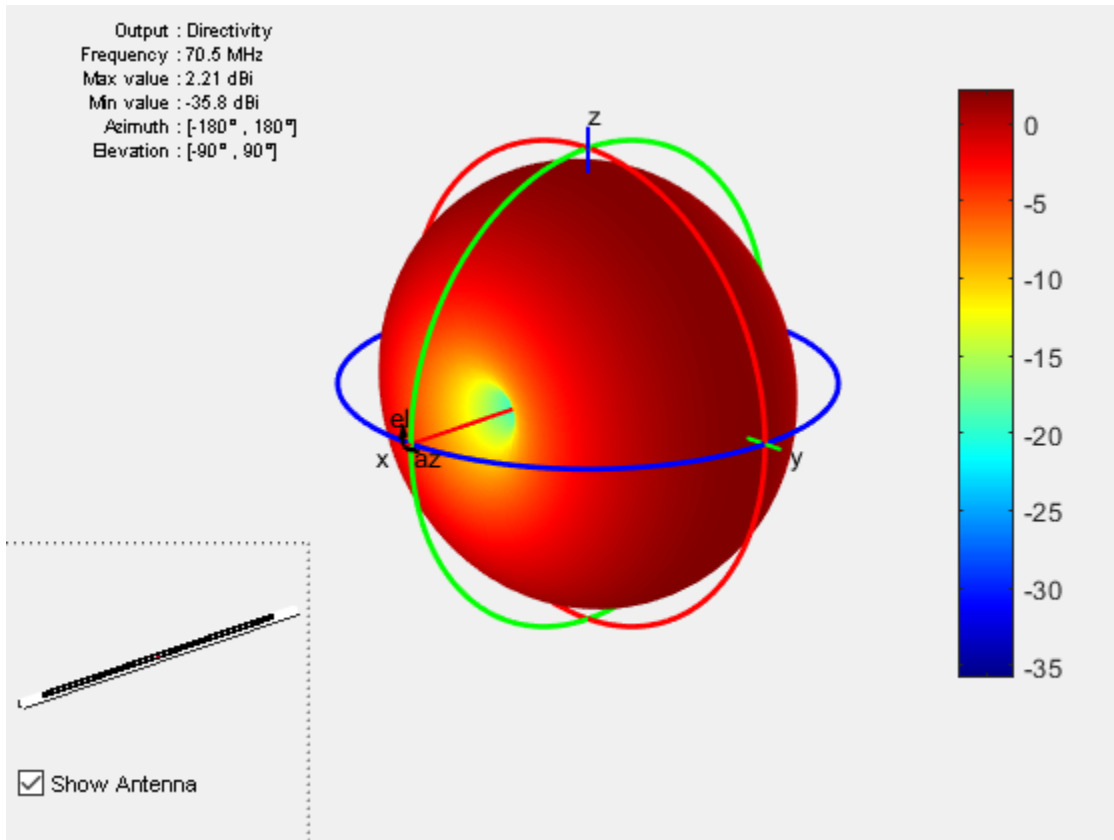 Output : Directivity
Frequency : 70.5 MHz
Max value : 2.21 dBi
Min value : -35.8 dBi
Azimuth : [-180° , 180°]
Elevation : [-90° , 90°]
z
0
-5
-10
-15
-20
-25
-30
-35
el
x
az
y
Show Antenna